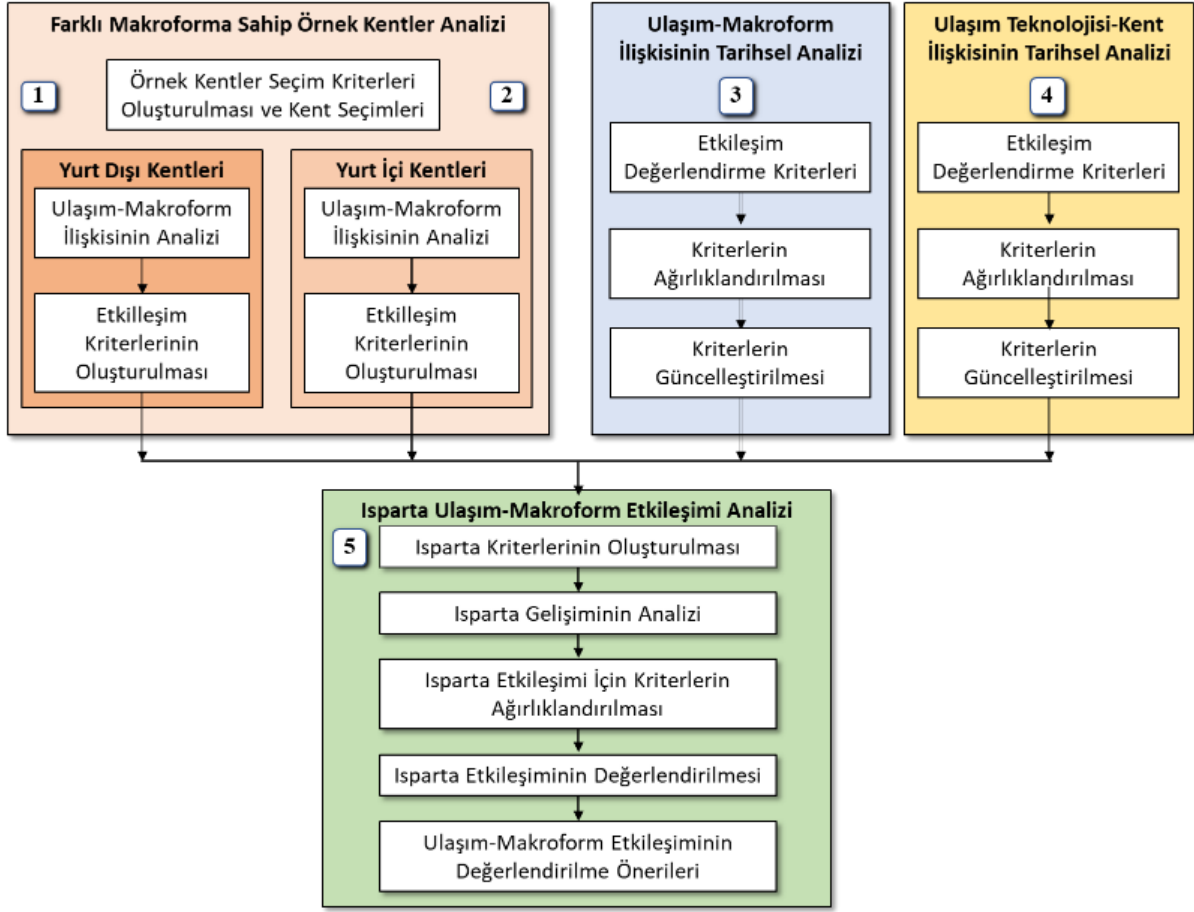 Farklı Makroforma Sahip Örnek Kentler Analizi
1
Örnek Kentler Seçim Kriterleri
Oluşturulması ve Kent Seçimleri
2
Yurt Dışı Kentleri
Ulaşım-Makroform
İlişkisinin Analizi
Etkilleşim
Kriterlerinin
Oluşturulması
Yurt İçi Kentleri
Ulaşım-Makroform
İlişkisinin Analizi
Etkilleşim
Kriterlerinin
Oluşturulması
Ulaşım-Makroform
İlişkisinin Tarihsel Analizi
3
Etkileşim
Değerlendirme Kriterleri
Kriterlerin
Ağırlıklandırılması
Kriterlerin
Güncelleştirilmesi
Ulaşım Teknolojisi-Kent
İlişkisinin Tarihsel Analizi
4
Etkileşim
Değerlendirme Kriterleri
Kriterlerin
Ağırlıklandırılması
Kriterlerin
Güncelleştirilmesi
Isparta Ulaşım-Makroform Etkileşimi Analizi
5
Isparta Kriterlerinin Oluşturulması
Isparta Gelişiminin Analizi
Isparta Etkileşimi İçin Kriterlerin
Ağırlıklandırılması
Isparta Etkileşiminin Değerlendirilmesi
Ulaşım-Makroform Etkileşiminin
Değerlendirilme Önerileri